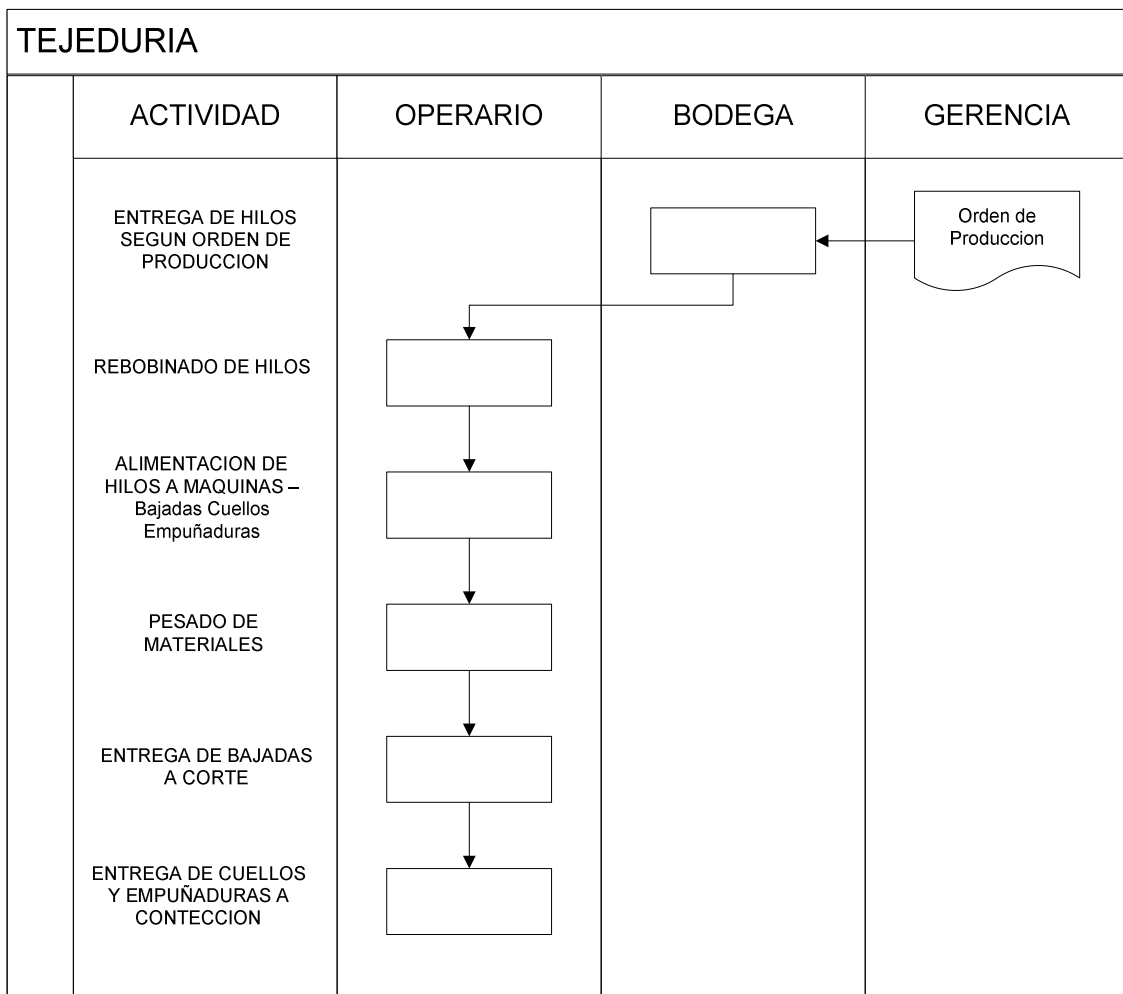 TEJEDURIA
ACTIVIDAD
OPERARIO
BODEGA
GERENCIA
ENTREGA DE HILOS
SEGUN ORDEN DE
PRODUCCION
Orden de
Produccion
REBOBINADO DE HILOS
ALIMENTACION DE
HILOS A MAQUINAS –
Bajadas Cuellos
Empuñaduras
PESADO DE
MATERIALES
ENTREGA DE BAJADAS
A CORTE
ENTREGA DE CUELLOS
Y EMPUÑADURAS A
CONTECCION